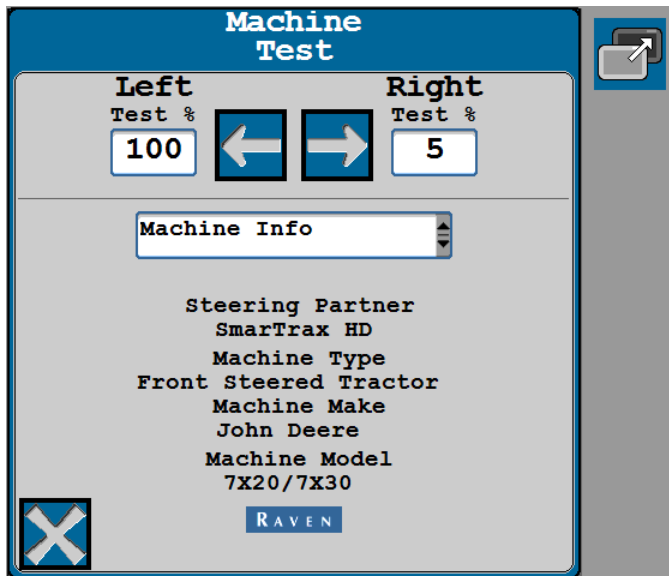 Machine
Test
Left
Right
Test %
Test %
100
5
Machine Info
Steering Partner
SmarTrax HD
Machine Type
Front Steered Tractor
Machine Make
John Deere
Machine Model
7X20/7X30
RAVEN